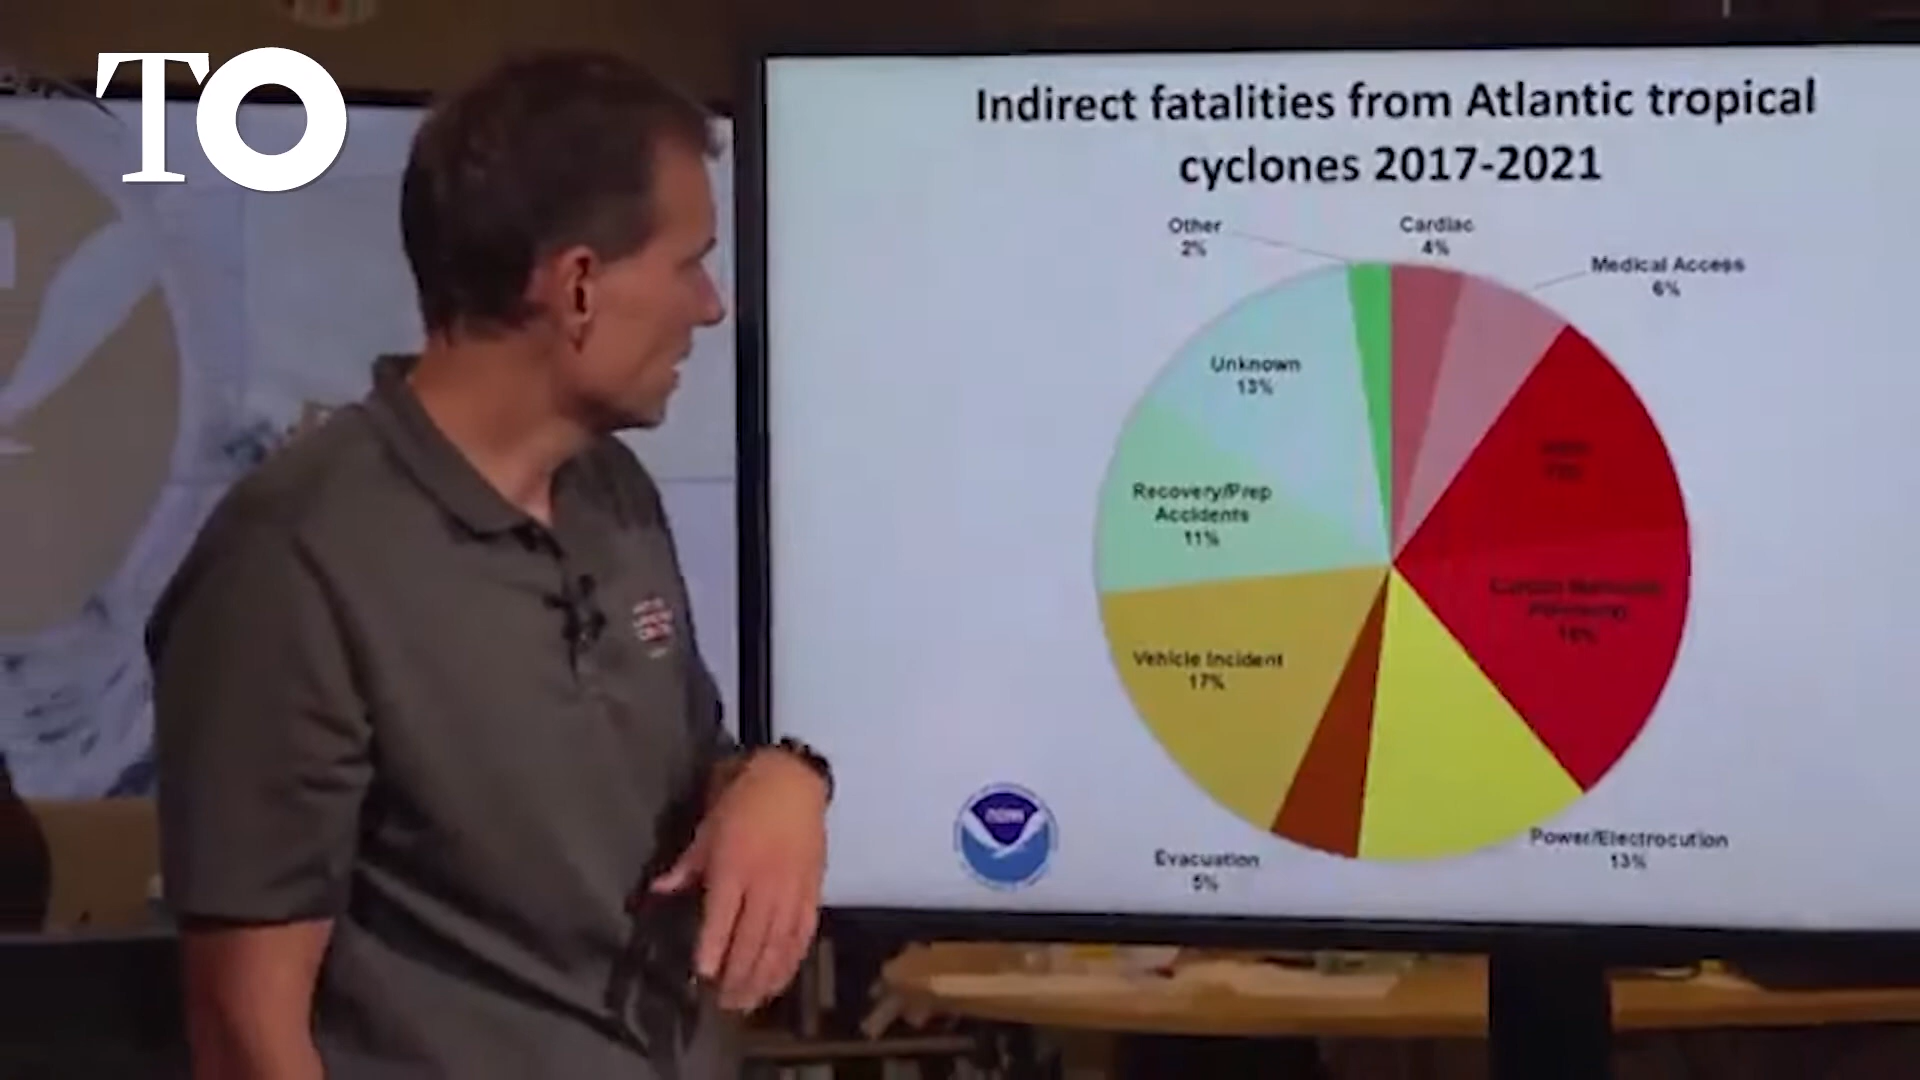 TO
Indirect fatalities from Atlantic tropical
cyclones 2017-2021
Other
2%
Cardiac
4%
Medical Access
6%
Unknown
13%
Recovery/Prep
Accidents
11%
Vehicle Incident
17%
Evacuation
5%
Power/Electrocution
13%